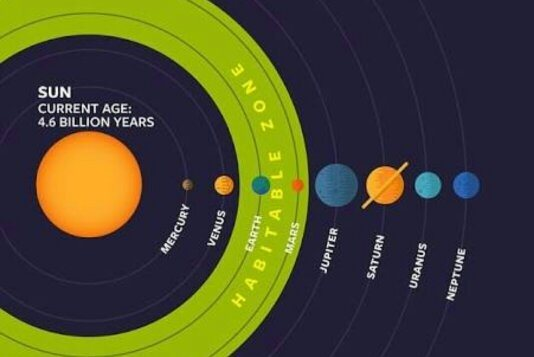 SUN
CURRENT AGE:
4.6 BILLION YEARS
HABITABLE ZONE
MERCURY
VENUS
EARTH
MARS
JUPITER
SATURN
URANUS
NEPTUNE